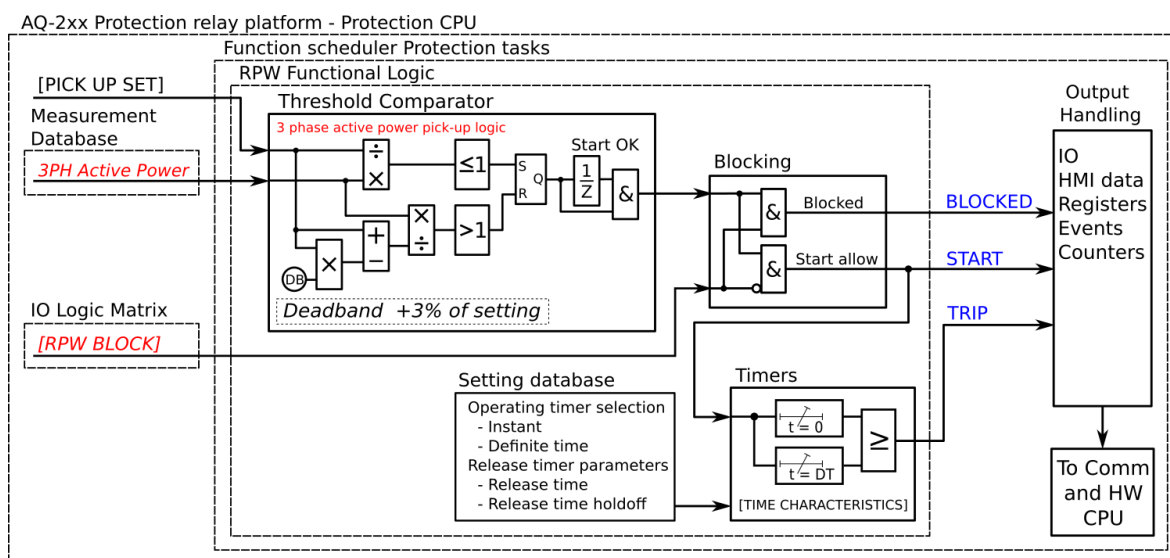 AQ-2xx Protection relay platform - Protection CPU
Function scheduler Protection tasks
RPW Functional Logic
[PICK UP SET]
Measurement
Database
3PH Active Power
Threshold Comparator
3 phase active power pick-up logic
÷
×
≤1
S
R
Q
Start OK
1
Z
&
×
÷
>1
+
−
×
DB
Deadband +3% of setting
IO Logic Matrix
[RPW BLOCK]
Blocking
&
Blocked
&
Start allow
BLOCKED
START
TRIP
Output
Handling
IO
HMI data
Registers
Events
Counters
Setting database
Operating timer selection
- Instant
- Definite time
Release timer parameters
- Release time
- Release time holdoff
Timers
t = 0
t = DT
≥
[TIME CHARACTERISTICS]
To Comm
and HW
CPU